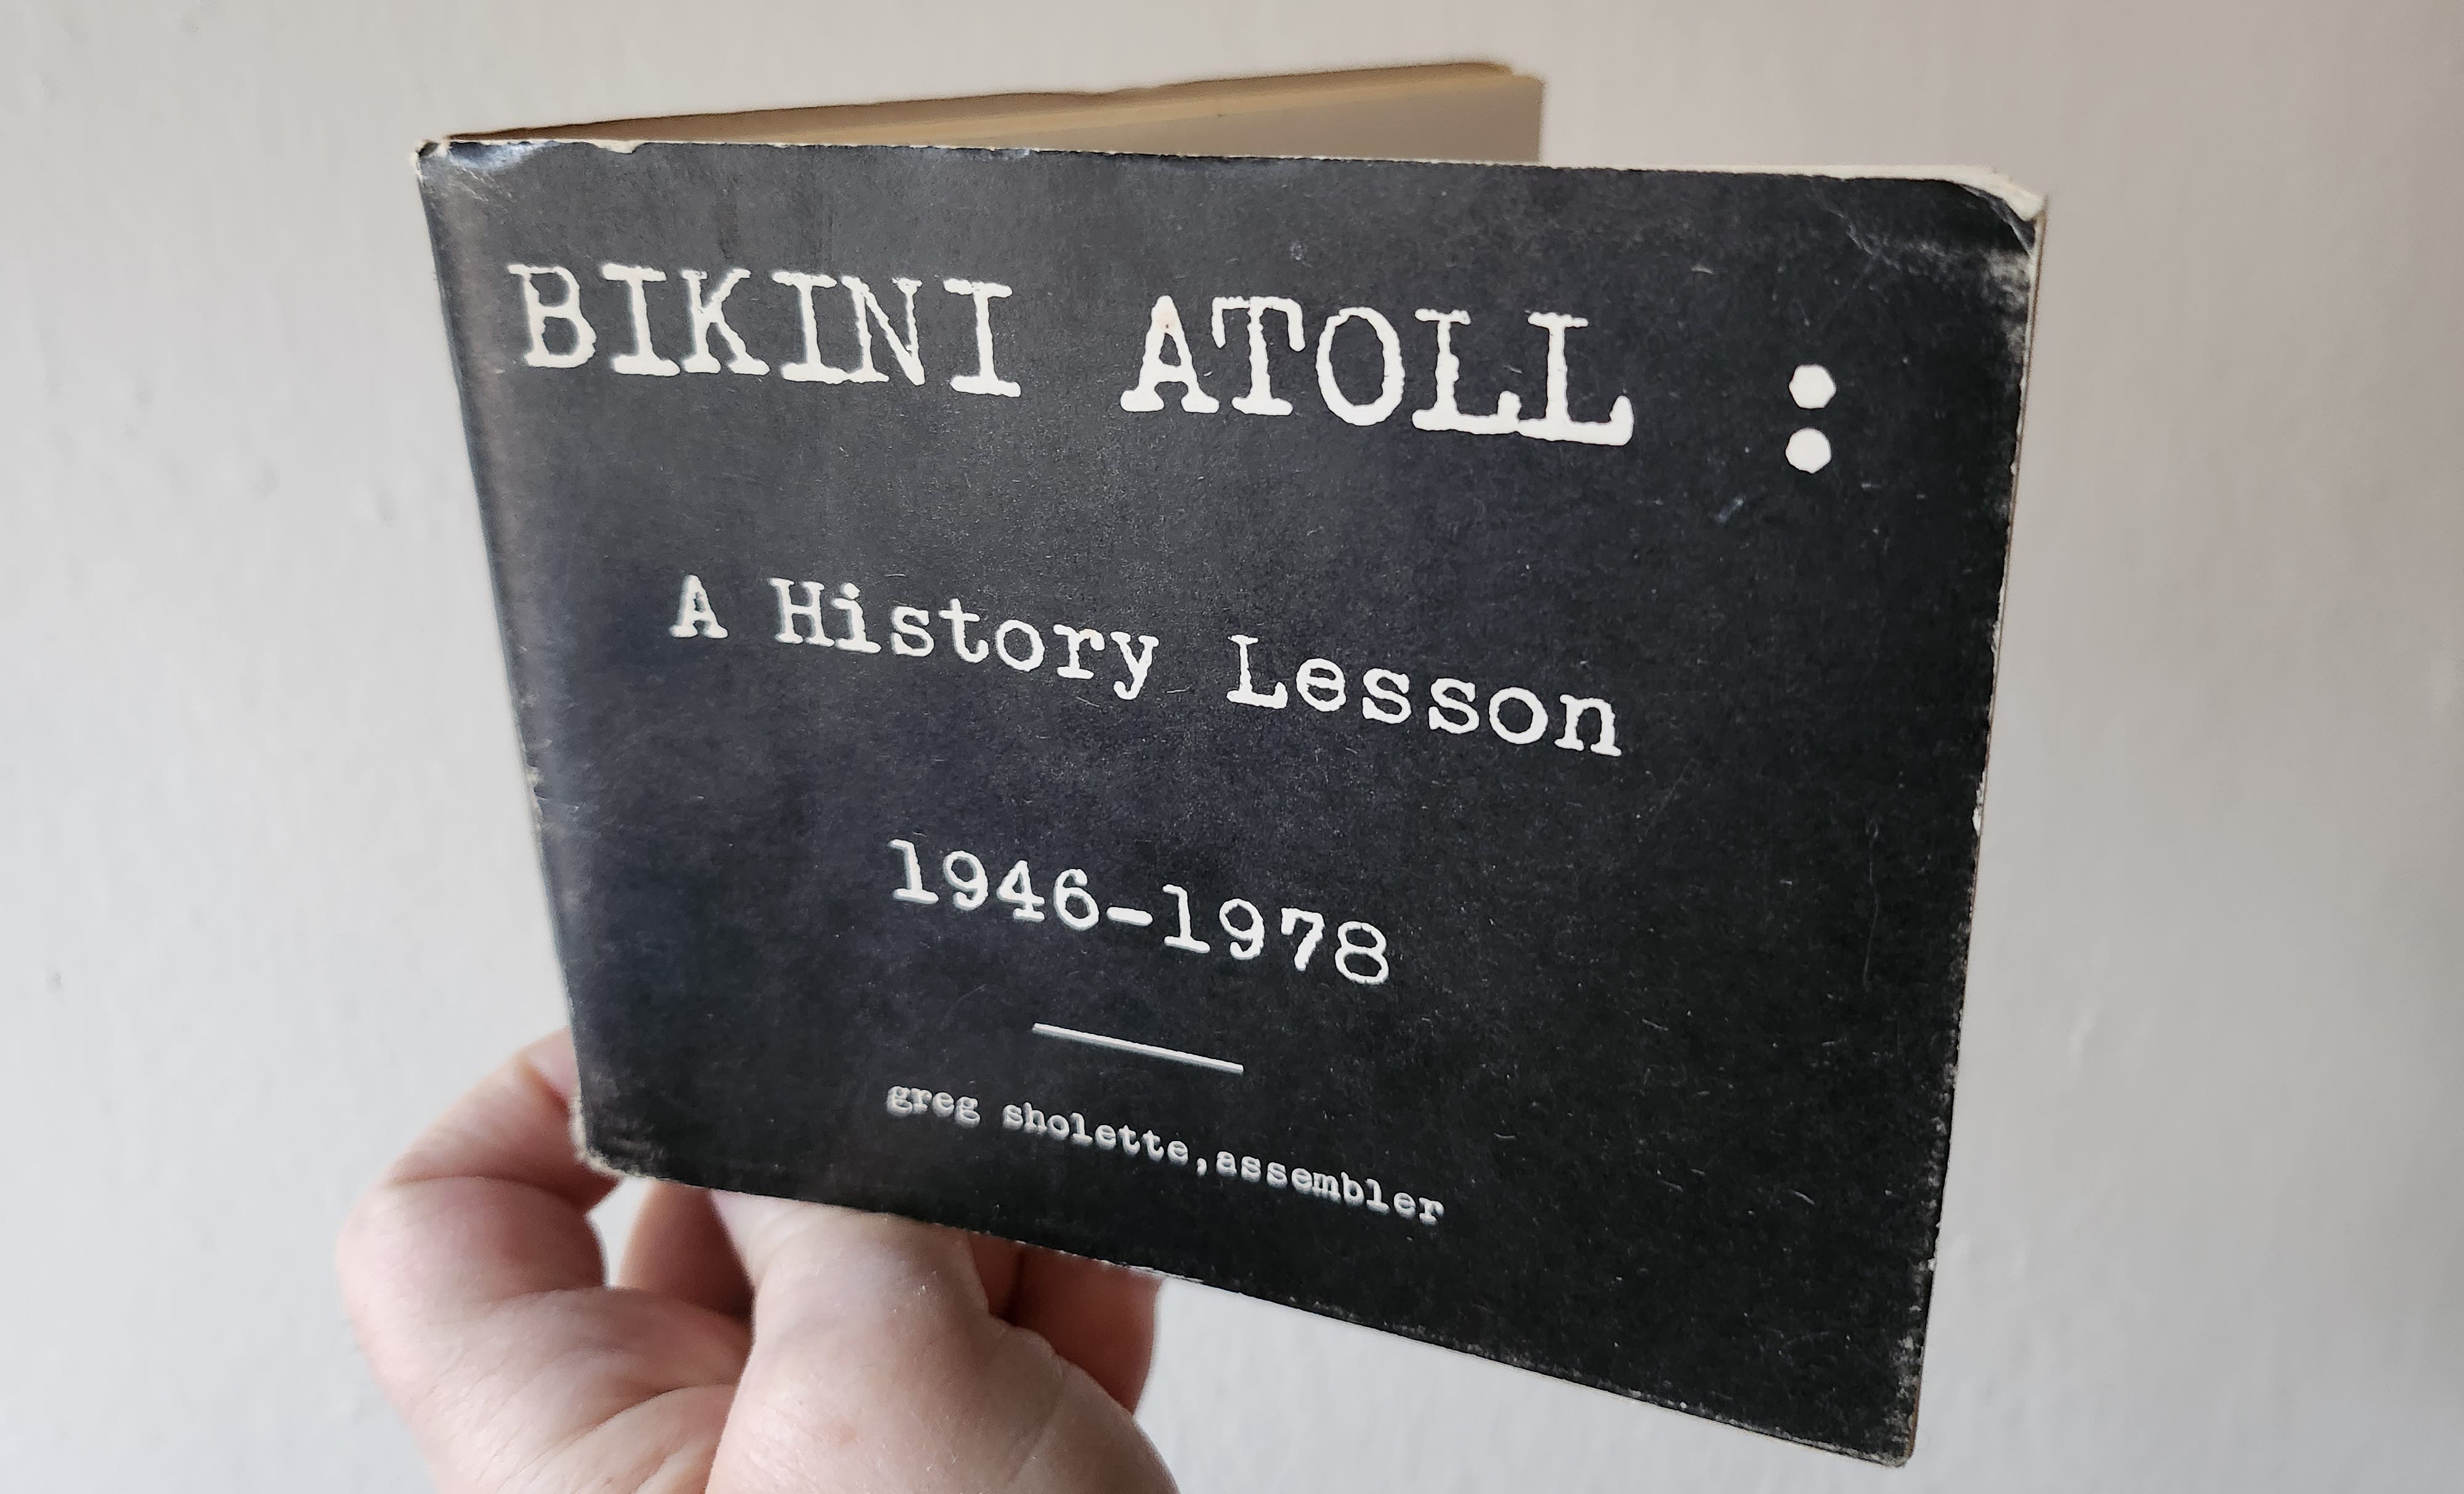 BIKINI ATOLL :
A History Lesson
1946-1978
greg sholette,assembler